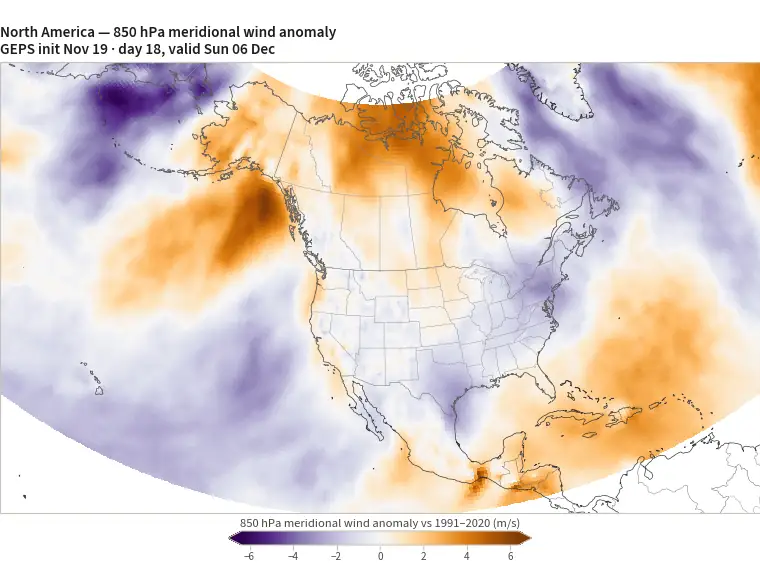 North America — 850 hPa meridional wind anomaly
GEPS init Nov 19 · day 18, valid Sun 06 Dec
850 hPa meridional wind anomaly vs 1991–2020 (m/s)
−6 −4 −2 0 2 4 6